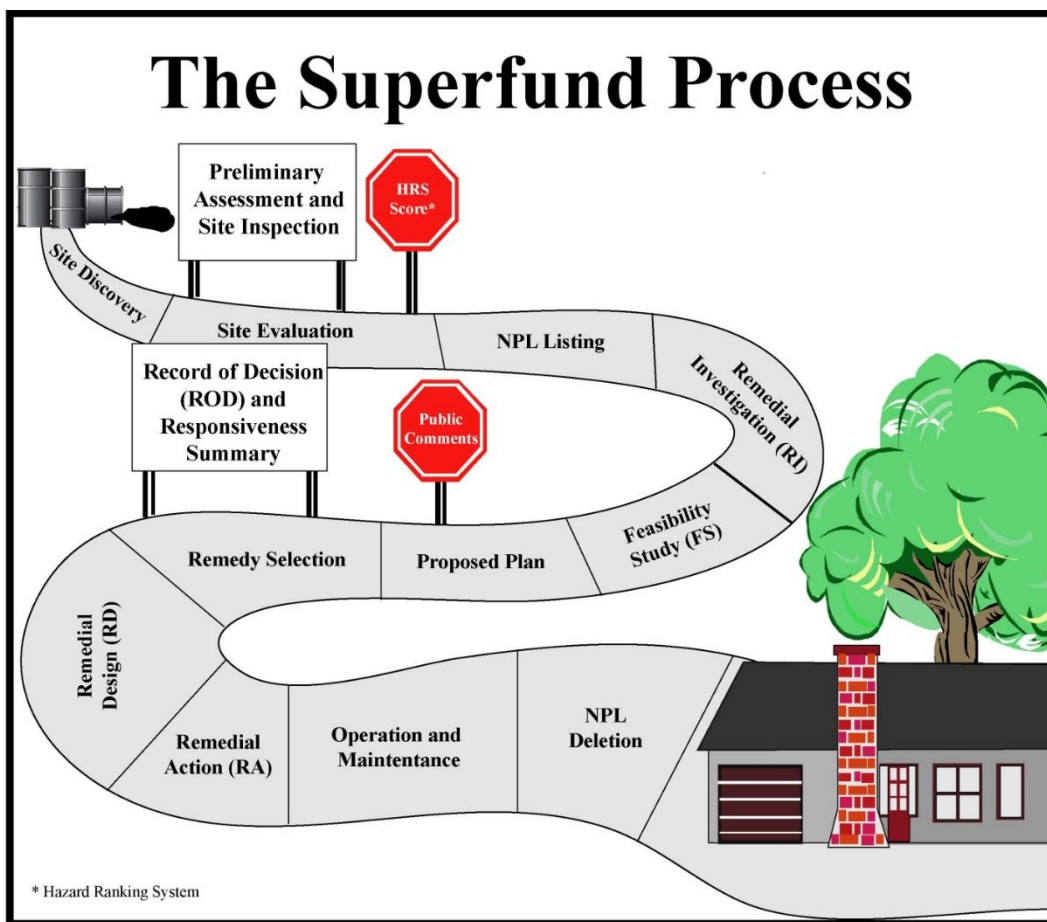 The Superfund Process
Preliminary
Assessment and
Site Inspection
HRS
Score*
Site Discovery
Site Evaluation
NPL Listing
Remedial
Investigation (RI)
Record of Decision
(ROD) and
Responsiveness
Summary
Public
Comments
Feasibility
Study (FS)
Proposed Plan
Remedy Selection
Remedial
Design (RD)
Remedial
Action (RA)
Operation and
Maintentance
NPL
Deletion
* Hazard Ranking System